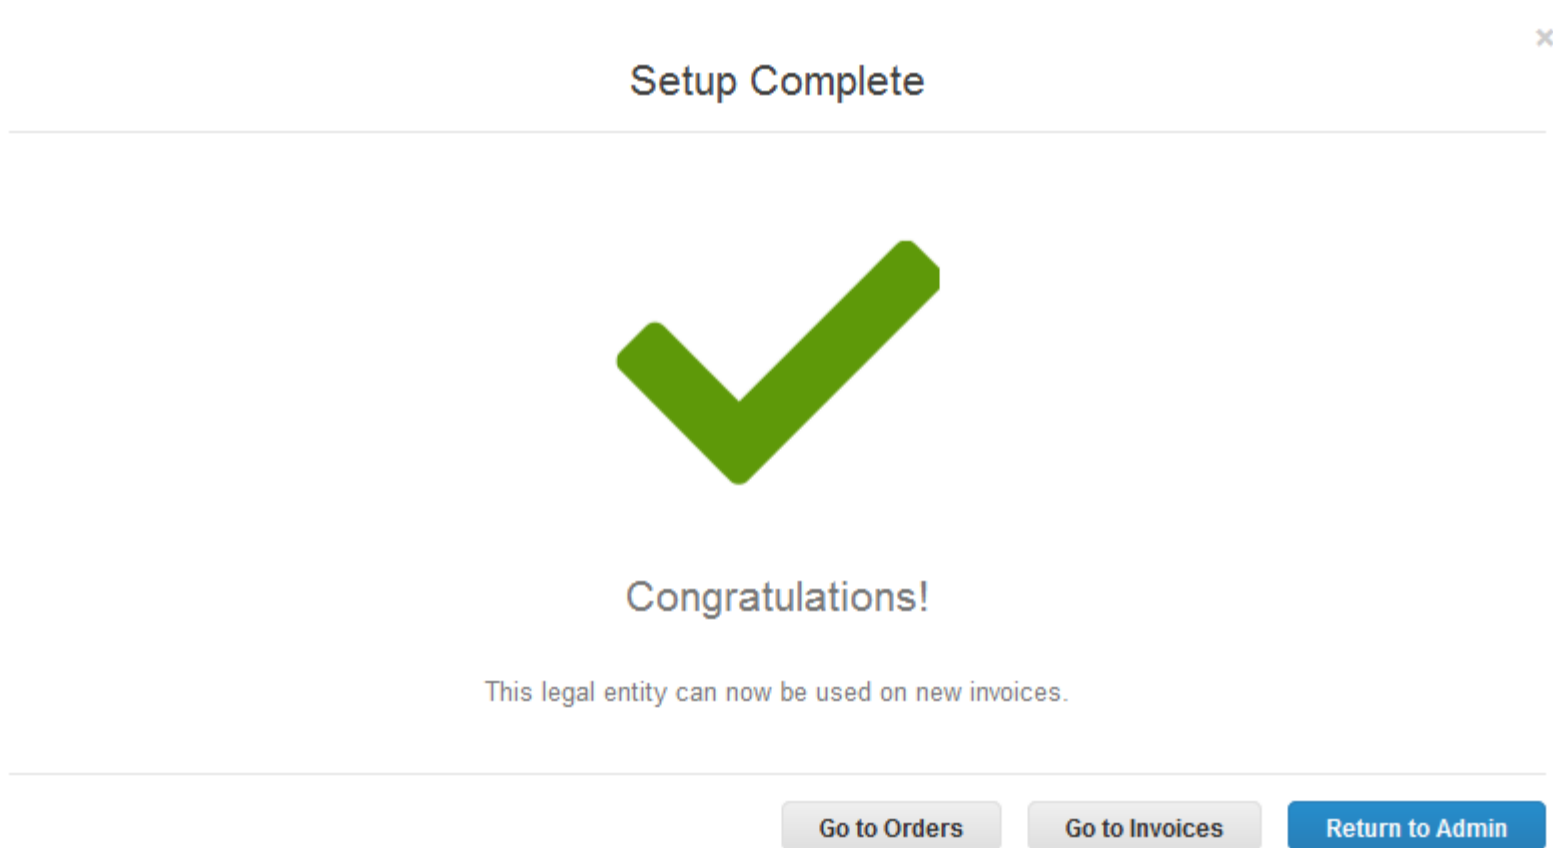 Setup Complete
Congratulations!
This legal entity can now be used on new invoices.
Go to Orders
Go to Invoices
Return to Admin